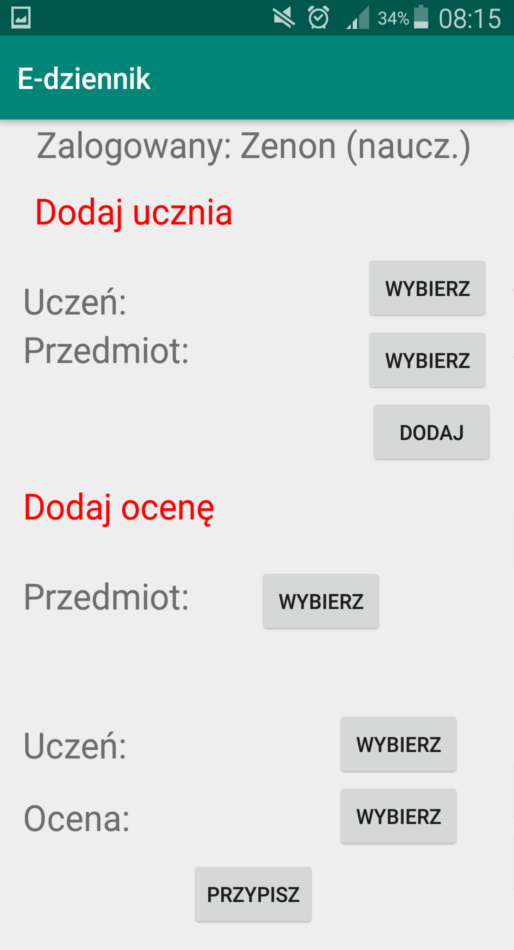 34% 08:15
E-dziennik
Zalogowany: Zenon (naucz.)
Dodaj ucznia
Uczeń: WYBIERZ
Przedmiot: WYBIERZ
DODAJ
Dodaj ocenę
Przedmiot: WYBIERZ
Uczeń: WYBIERZ
Ocena: WYBIERZ
PRZYPISZ